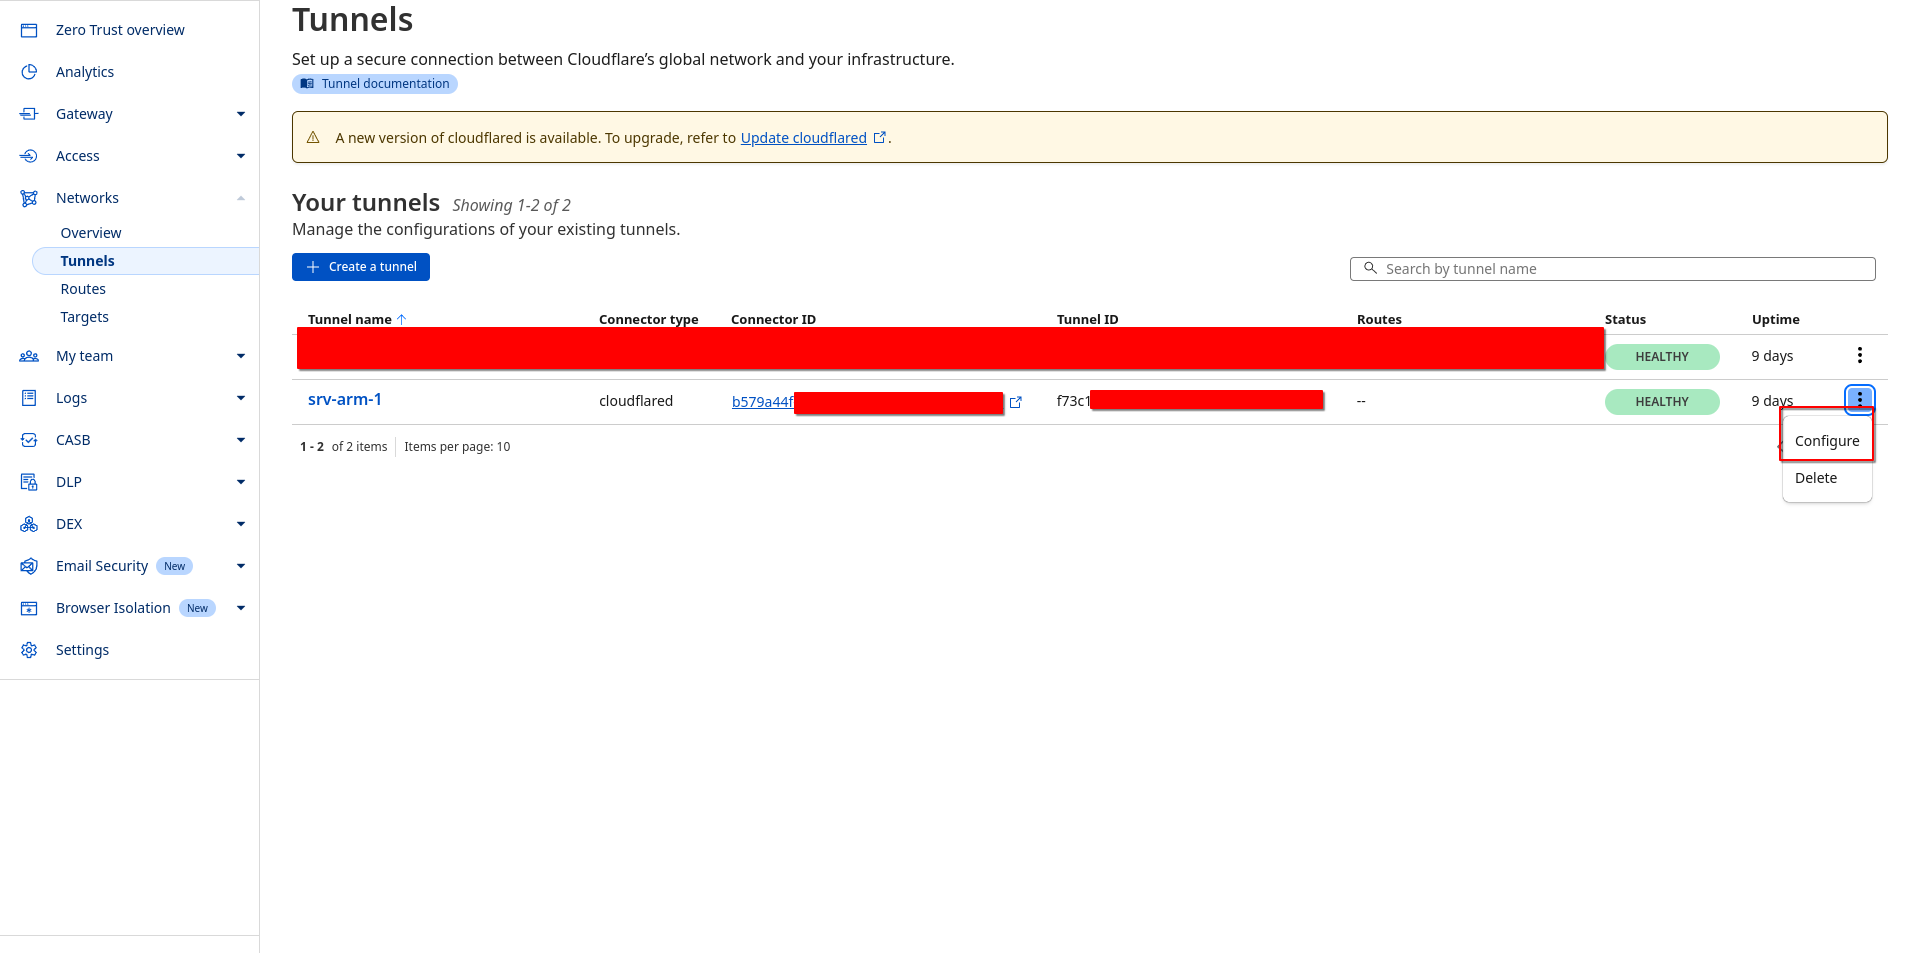 Zero Trust overview
Analytics
Gateway
Access
Networks
Overview
Tunnels
Routes
Targets
My team
Logs
CASB
DLP
DEX
Email Security New
Browser Isolation New
Settings
Tunnels
Set up a secure connection between Cloudflare’s global network and your infrastructure.
Tunnel documentation
A new version of cloudflared is available. To upgrade, refer to Update cloudflared .
Your tunnels Showing 1-2 of 2
Manage the configurations of your existing tunnels.
Create a tunnel
Search by tunnel name
Tunnel name Connector type Connector ID Tunnel ID Routes Status Uptime
HEALTHY 9 days
srv-arm-1 cloudflared b579a44f f73c1 -- HEALTHY 9 days
1 - 2 of 2 items Items per page: 10
Configure
Delete